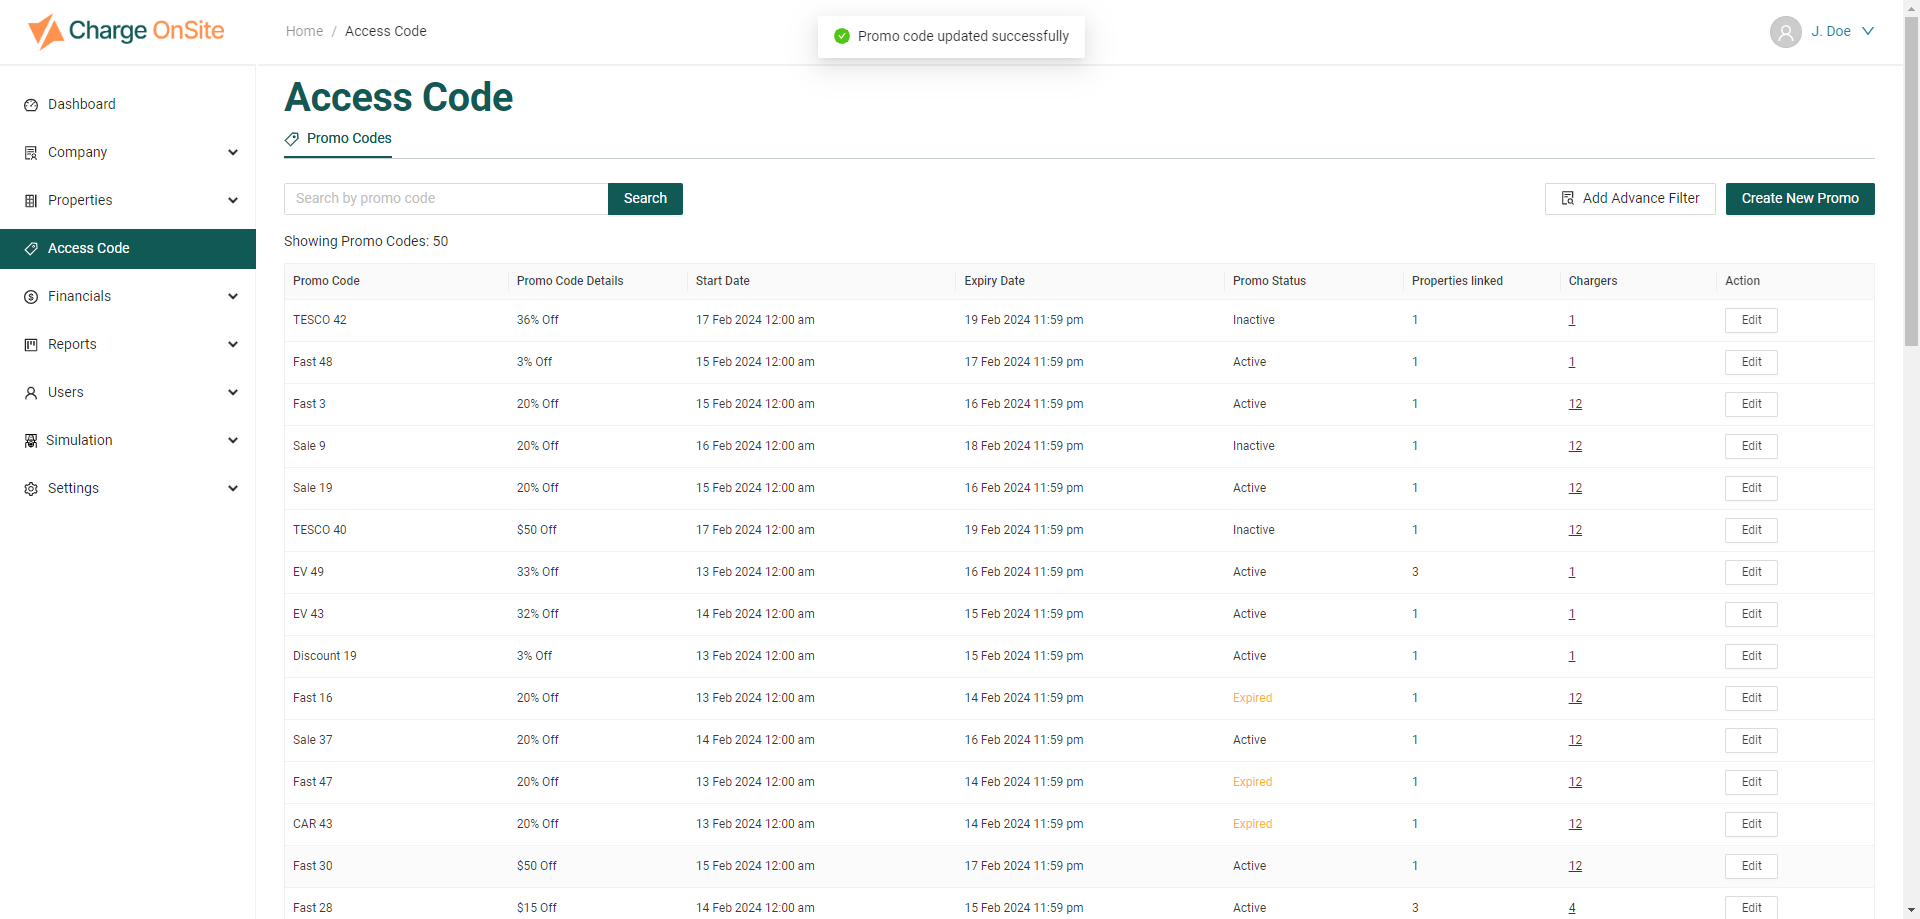 Charge OnSite
Home / Access Code
Promo code updated successfully
J. Doe
Dashboard
Company
Properties
Access Code
Financials
Reports
Users
Simulation
Settings
Access Code
Promo Codes
Search by promo code
Search
Add Advance Filter
Create New Promo
Showing Promo Codes: 50
Promo Code Promo Code Details Start Date Expiry Date Promo Status Properties linked Chargers Action
TESCO 42 36% Off 17 Feb 2024 12:00 am 19 Feb 2024 11:59 pm Inactive 1 1 Edit
Fast 48 3% Off 15 Feb 2024 12:00 am 17 Feb 2024 11:59 pm Active 1 1 Edit
Fast 3 20% Off 15 Feb 2024 12:00 am 16 Feb 2024 11:59 pm Active 1 12 Edit
Sale 9 20% Off 16 Feb 2024 12:00 am 18 Feb 2024 11:59 pm Inactive 1 12 Edit
Sale 19 20% Off 15 Feb 2024 12:00 am 16 Feb 2024 11:59 pm Active 1 12 Edit
TESCO 40 $50 Off 17 Feb 2024 12:00 am 19 Feb 2024 11:59 pm Inactive 1 12 Edit
EV 49 33% Off 13 Feb 2024 12:00 am 16 Feb 2024 11:59 pm Active 3 1 Edit
EV 43 32% Off 14 Feb 2024 12:00 am 15 Feb 2024 11:59 pm Active 1 1 Edit
Discount 19 3% Off 13 Feb 2024 12:00 am 15 Feb 2024 11:59 pm Active 1 1 Edit
Fast 16 20% Off 13 Feb 2024 12:00 am 14 Feb 2024 11:59 pm Expired 1 12 Edit
Sale 37 20% Off 14 Feb 2024 12:00 am 16 Feb 2024 11:59 pm Active 1 12 Edit
Fast 47 20% Off 13 Feb 2024 12:00 am 14 Feb 2024 11:59 pm Expired 1 12 Edit
CAR 43 20% Off 13 Feb 2024 12:00 am 14 Feb 2024 11:59 pm Expired 1 12 Edit
Fast 30 $50 Off 15 Feb 2024 12:00 am 17 Feb 2024 11:59 pm Active 1 12 Edit
Fast 28 $15 Off 14 Feb 2024 12:00 am 15 Feb 2024 11:59 pm Active 3 4 Edit